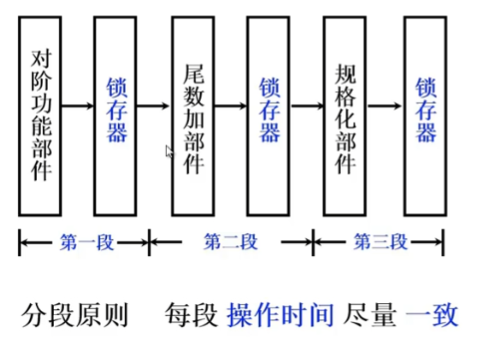 对阶功能部件
锁存器
尾数加部件
锁存器
规格化部件
锁存器
第一段
第二段
第三段
分段原则 每段 操作时间 尽量 一致